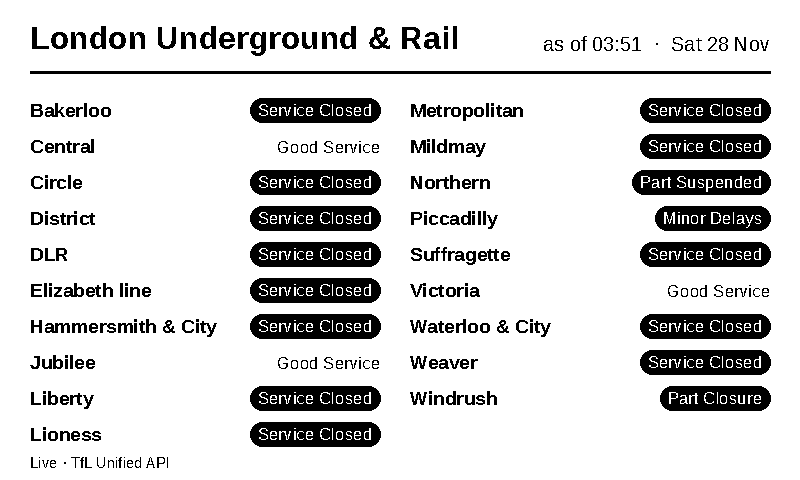 London Underground & Rail
as of 03:51 · Sat 28 Nov
Bakerloo Service Closed
Central Good Service
Circle Service Closed
District Service Closed
DLR Service Closed
Elizabeth line Service Closed
Hammersmith & City Service Closed
Jubilee Good Service
Liberty Service Closed
Lioness Service Closed
Metropolitan Service Closed
Mildmay Service Closed
Northern Part Suspended
Piccadilly Minor Delays
Suffragette Service Closed
Victoria Good Service
Waterloo & City Service Closed
Weaver Service Closed
Windrush Part Closure
Live · TfL Unified API